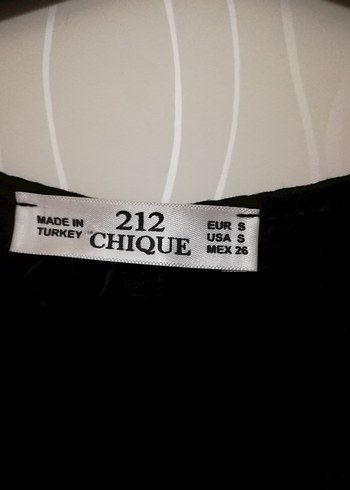 MADE IN
TURKEY
212
CHIQUE
EUR S
USA S
MEX 26